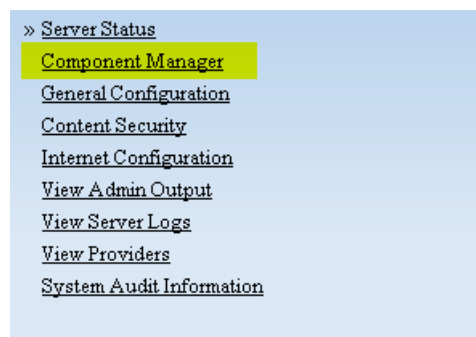 » Server Status
Component Manager
General Configuration
Content Security
Internet Configuration
View Admin Output
View Server Logs
View Providers
System Audit Information